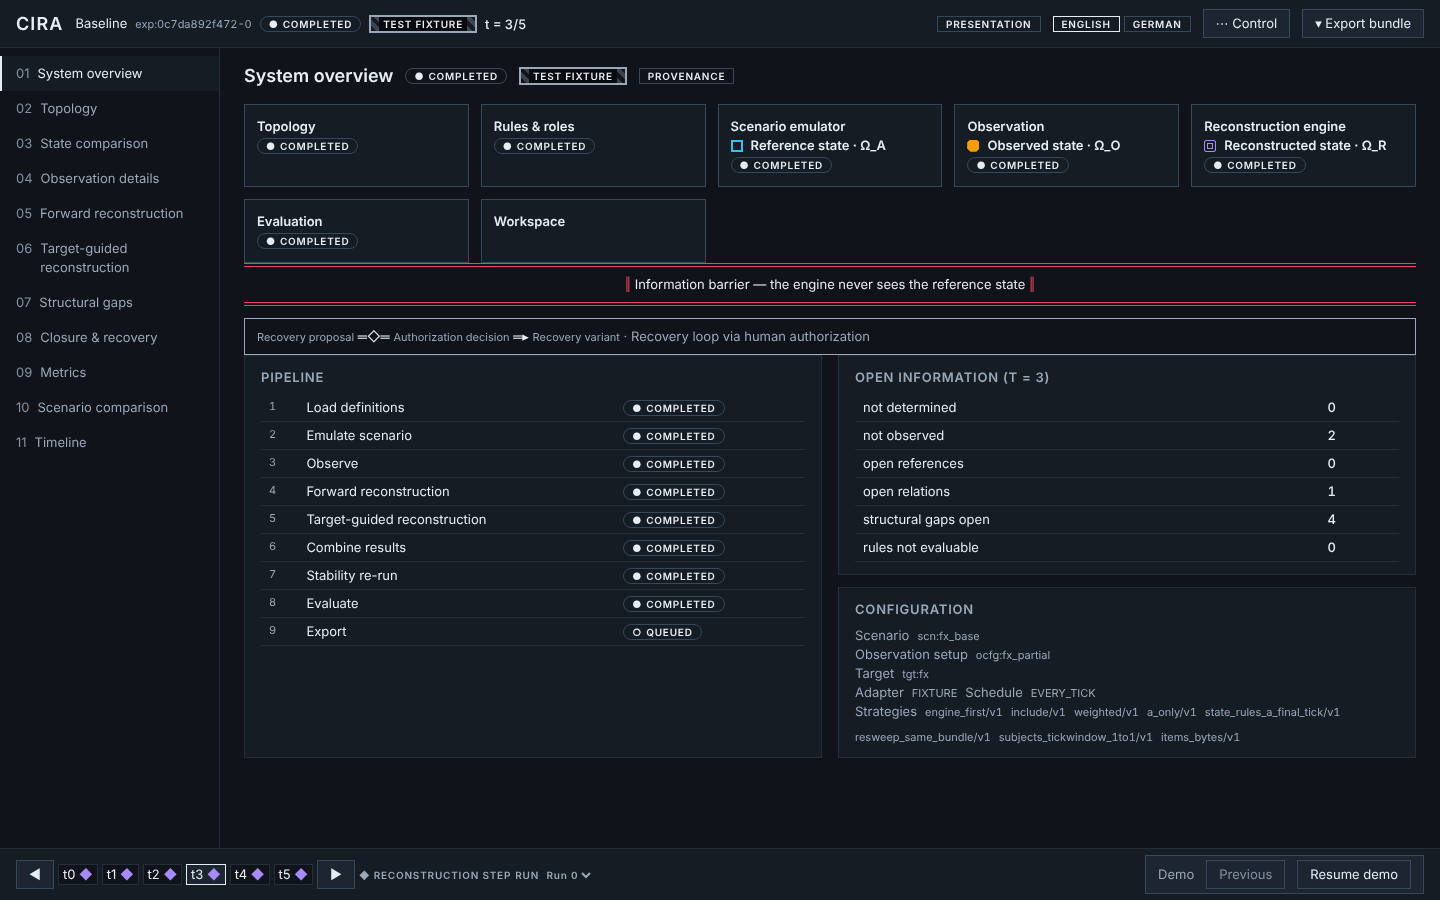 CIRA Baseline exp:0c7da892f472-0 COMPLETED TEST FIXTURE t = 3/5 PRESENTATION ENGLISH GERMAN ··· Control ▾ Export bundle
01 System overview
02 Topology
03 State comparison
04 Observation details
05 Forward reconstruction
06 Target-guided
reconstruction
07 Structural gaps
08 Closure & recovery
09 Metrics
10 Scenario comparison
11 Timeline
System overview COMPLETED TEST FIXTURE PROVENANCE
Topology
COMPLETED
Rules & roles
COMPLETED
Scenario emulator
Reference state · Ω_A
COMPLETED
Observation
Observed state · Ω_O
COMPLETED
Reconstruction engine
Reconstructed state · Ω_R
COMPLETED
Evaluation
COMPLETED
Workspace
Information barrier — the engine never sees the reference state
Recovery proposal ═◇═ Authorization decision ═▸ Recovery variant · Recovery loop via human authorization
PIPELINE
1 Load definitions COMPLETED
2 Emulate scenario COMPLETED
3 Observe COMPLETED
4 Forward reconstruction COMPLETED
5 Target-guided reconstruction COMPLETED
6 Combine results COMPLETED
7 Stability re-run COMPLETED
8 Evaluate COMPLETED
9 Export QUEUED
OPEN INFORMATION (T = 3)
not determined 0
not observed 2
open references 0
open relations 1
structural gaps open 4
rules not evaluable 0
CONFIGURATION
Scenario scn:fx_base
Observation setup ocfg:fx_partial
Target tgt:fx
Adapter FIXTURE Schedule EVERY_TICK
Strategies engine_first/v1 include/v1 weighted/v1 a_only/v1 state_rules_a_final_tick/v1
resweep_same_bundle/v1 subjects_tickwindow_1to1/v1 items_bytes/v1
◀ t0 ◆ t1 ◆ t2 ◆ t3 ◆ t4 ◆ t5 ◆ ▶ ◆ RECONSTRUCTION STEP RUN Run 0 Demo Previous Resume demo